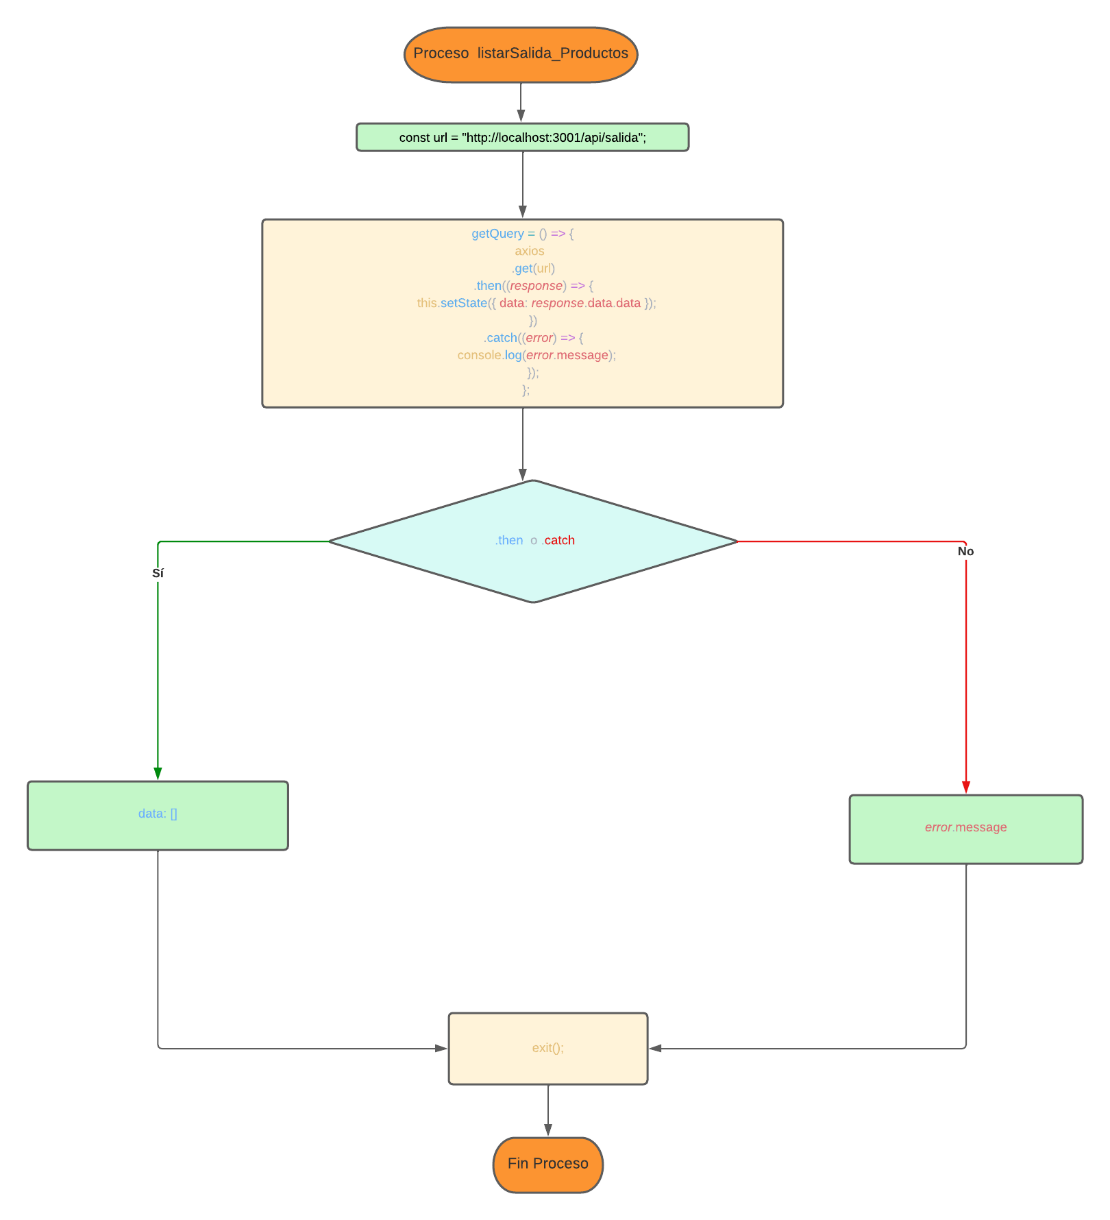 Proceso  listarSalida_Productos
const url = "http://localhost:3001/api/salida";
getQuery = () => {
axios
.get(url)
.then((response) => {
this.setState({ data: response.data.data });
})
.catch((error) => {
console.log(error.message);
});
};
.then  o .catch
Sí
No
data: []
error.message
exit();
Fin Proceso